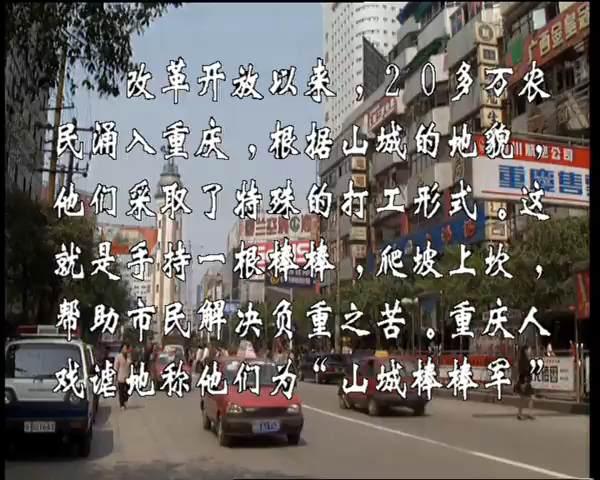 改革开放以来，20多万农
民涌入重庆，根据山城的地貌，
他们采取了特殊的打工形式。这
就是手持一根棒棒，爬坡上坎，
帮助市民解决负重之苦。重庆人
戏谑地称他们为“山城棒棒军”